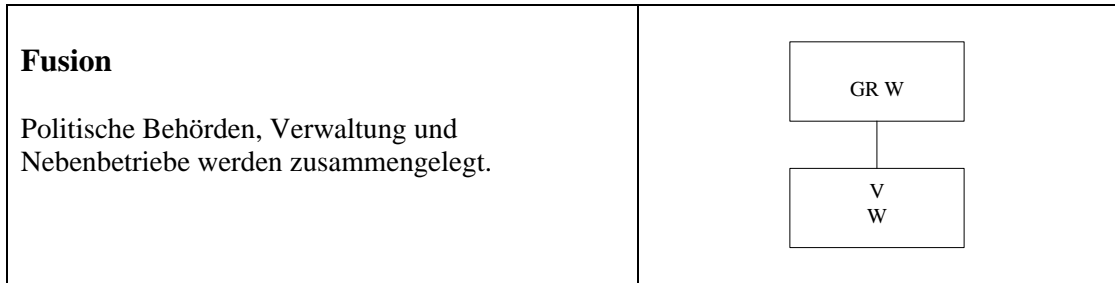 Fusion
Politische Behörden, Verwaltung und
Nebenbetriebe werden zusammengelegt.
GR W
V
W